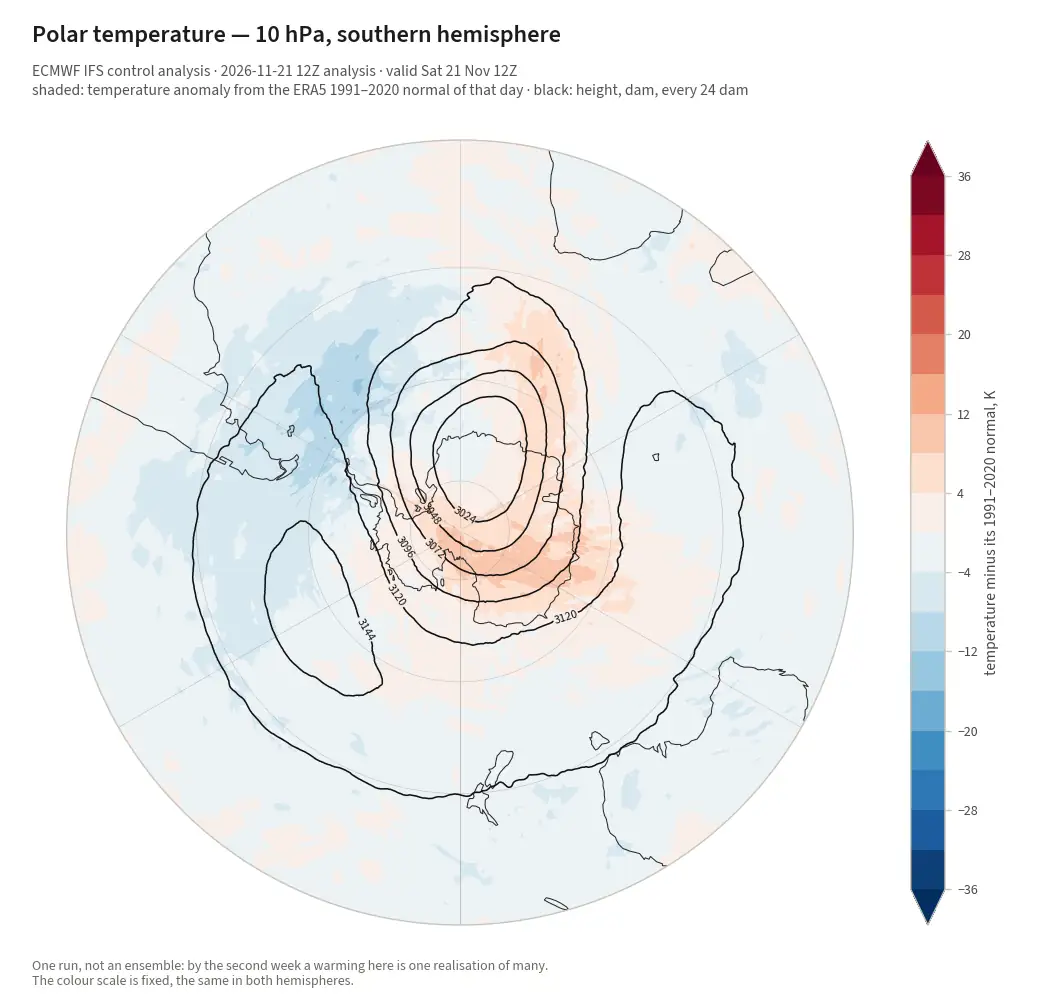 Polar temperature — 10 hPa, southern hemisphere
ECMWF IFS control analysis · 2026-11-21 12Z analysis · valid Sat 21 Nov 12Z
shaded: temperature anomaly from the ERA5 1991–2020 normal of that day · black: height, dam, every 24 dam
36
28
20
12
4
−4
−12
−20
−28
−36
temperature minus its 1991–2020 normal, K
3024
3048
3072
3096
3120
3120
3144
One run, not an ensemble: by the second week a warming here is one realisation of many.
The colour scale is fixed, the same in both hemispheres.